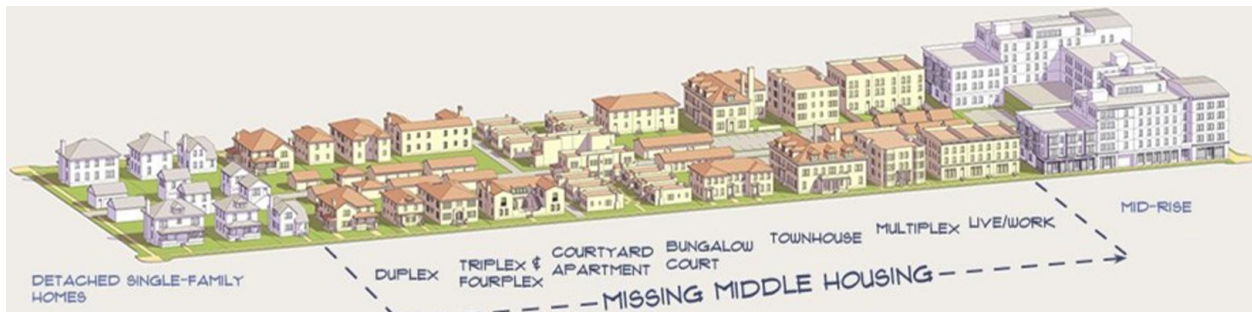 DETACHED SINGLE-FAMILY
HOMES
DUPLEX
TRIPLEX &
FOURPLEX
COURTYARD
APARTMENT
BUNGALOW
COURT
TOWNHOUSE
MULTIPLEX
LIVE/WORK
MID-RISE
MISSING MIDDLE HOUSING